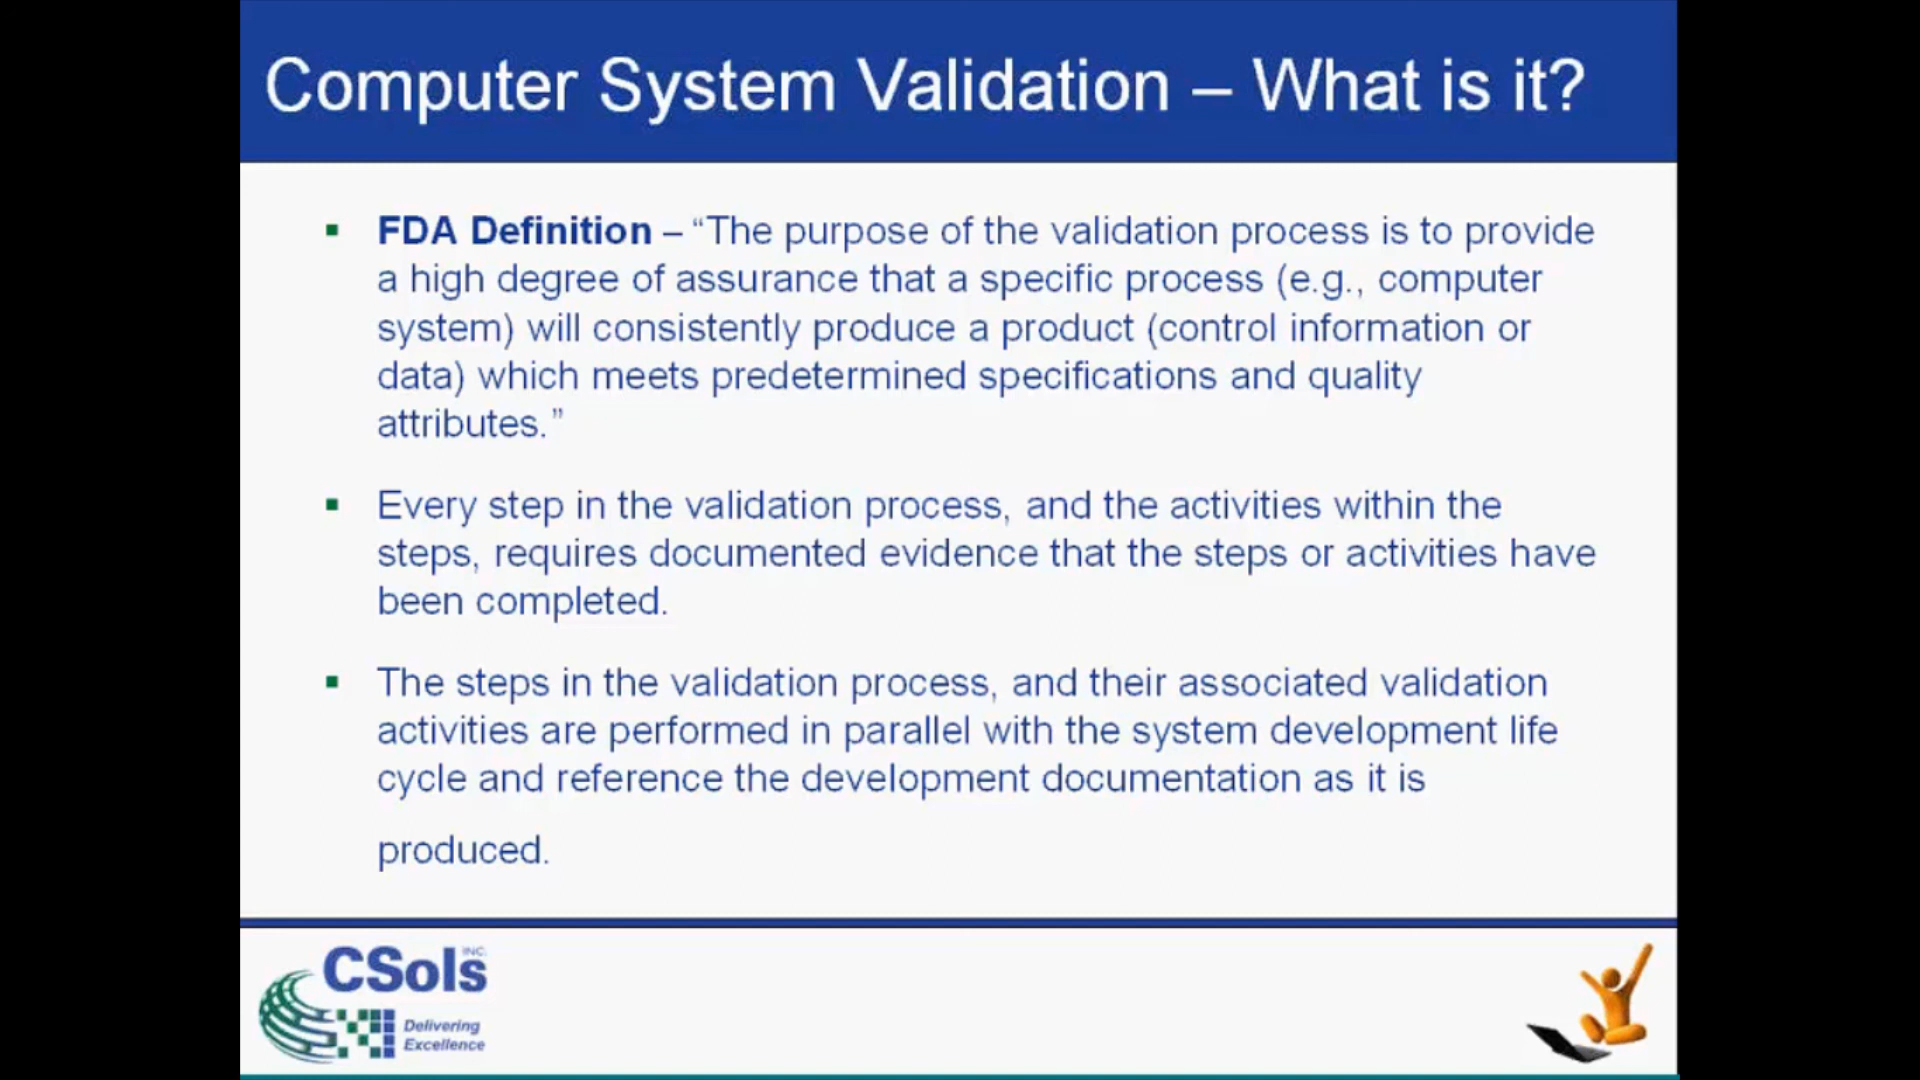 Computer System Validation – What is it?
▪ FDA Definition – “The purpose of the validation process is to provide
a high degree of assurance that a specific process (e.g., computer
system) will consistently produce a product (control information or
data) which meets predetermined specifications and quality
attributes.”
▪ Every step in the validation process, and the activities within the
steps, requires documented evidence that the steps or activities have
been completed.
▪ The steps in the validation process, and their associated validation
activities are performed in parallel with the system development life
cycle and reference the development documentation as it is
produced.
CSols INC.
Delivering
Excellence